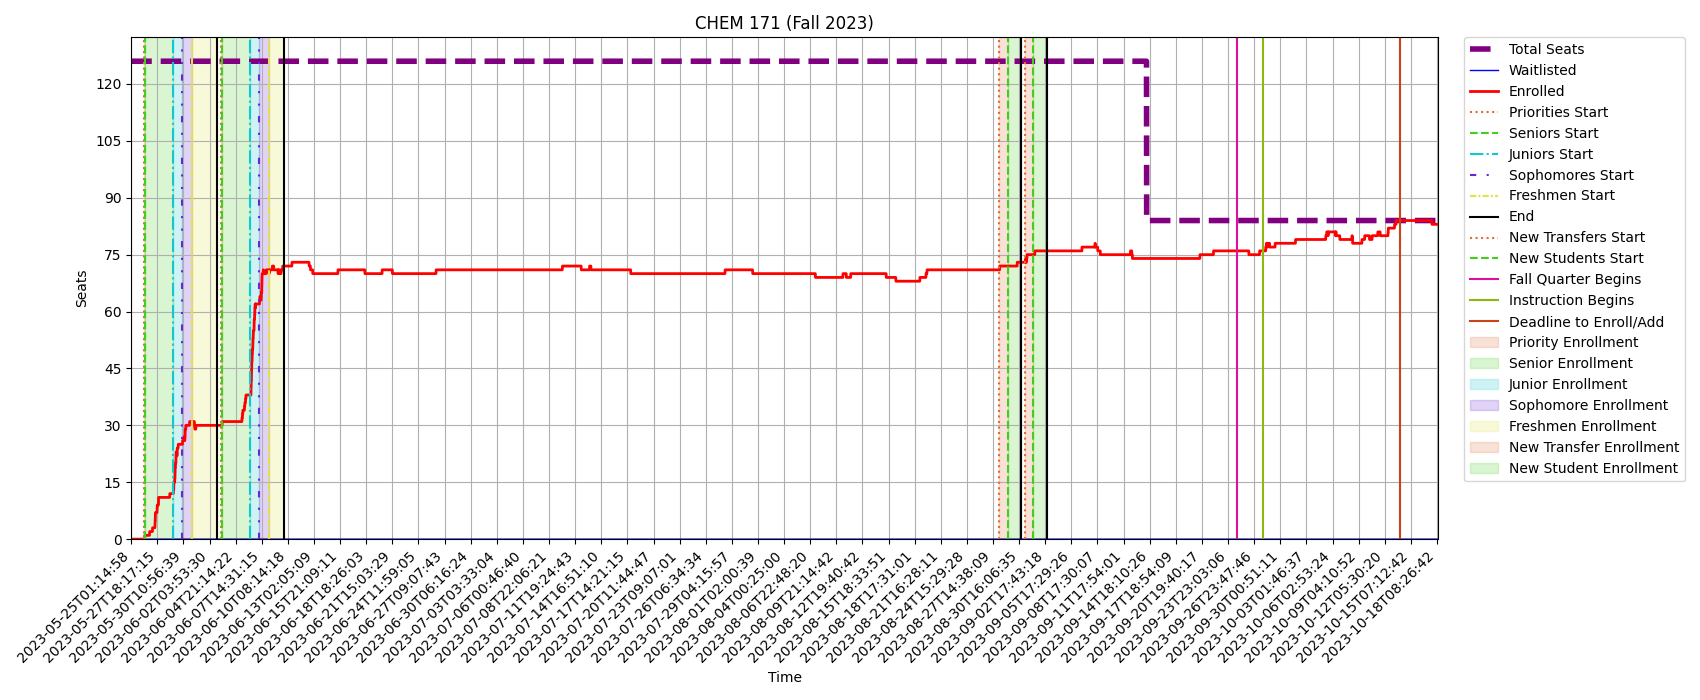 CHEM 171 (Fall 2023)
Seats
120
105
90
75
60
45
30
15
0
2023-05-25T01:14:58
2023-05-27T18:17:15
2023-05-30T10:56:39
2023-06-02T03:53:30
2023-06-04T21:14:22
2023-06-07T14:31:15
2023-06-10T08:14:18
2023-06-13T02:05:09
2023-06-15T21:09:11
2023-06-18T18:26:03
2023-06-21T15:03:29
2023-06-24T11:59:05
2023-06-27T09:07:43
2023-06-30T06:16:24
2023-07-03T03:33:04
2023-07-06T00:46:40
2023-07-08T22:06:21
2023-07-11T19:24:43
2023-07-14T16:51:10
2023-07-17T14:21:15
2023-07-20T11:44:47
2023-07-23T09:07:01
2023-07-26T06:34:34
2023-07-29T04:15:57
2023-08-01T02:00:39
2023-08-04T00:25:00
2023-08-06T22:48:20
2023-08-09T21:14:42
2023-08-12T19:40:42
2023-08-15T18:33:51
2023-08-18T17:31:01
2023-08-21T16:28:11
2023-08-24T15:29:28
2023-08-27T14:38:09
2023-08-30T16:06:35
2023-09-02T17:43:18
2023-09-05T17:29:26
2023-09-08T17:30:07
2023-09-11T17:54:01
2023-09-14T18:10:26
2023-09-17T18:54:09
2023-09-20T19:40:17
2023-09-23T23:03:06
2023-09-26T23:47:46
2023-09-30T00:51:11
2023-10-03T01:46:37
2023-10-06T02:53:24
2023-10-09T04:10:52
2023-10-12T05:30:20
2023-10-15T07:12:42
2023-10-18T08:26:42
Time
Total Seats
Waitlisted
Enrolled
Priorities Start
Seniors Start
Juniors Start
Sophomores Start
Freshmen Start
End
New Transfers Start
New Students Start
Fall Quarter Begins
Instruction Begins
Deadline to Enroll/Add
Priority Enrollment
Senior Enrollment
Junior Enrollment
Sophomore Enrollment
Freshmen Enrollment
New Transfer Enrollment
New Student Enrollment